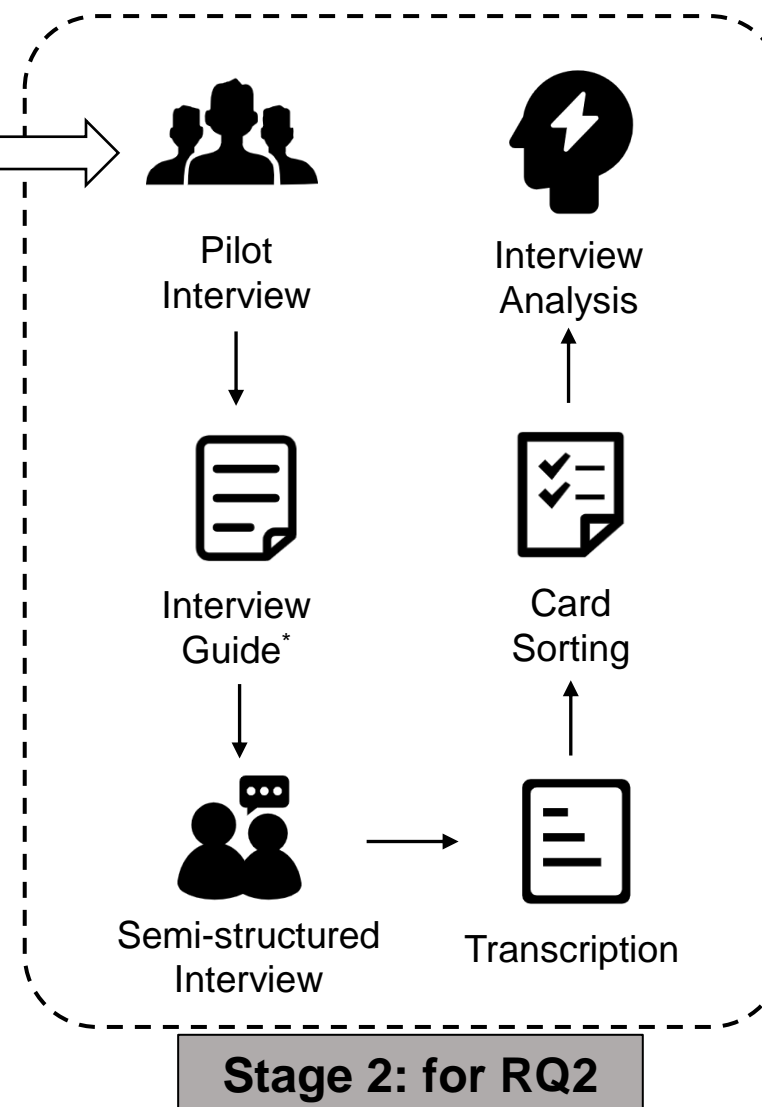 Pilot
Interview
Interview
Guide*
Semi-structured
Interview
Transcription
Card
Sorting
Interview
Analysis
Stage 2: for RQ2